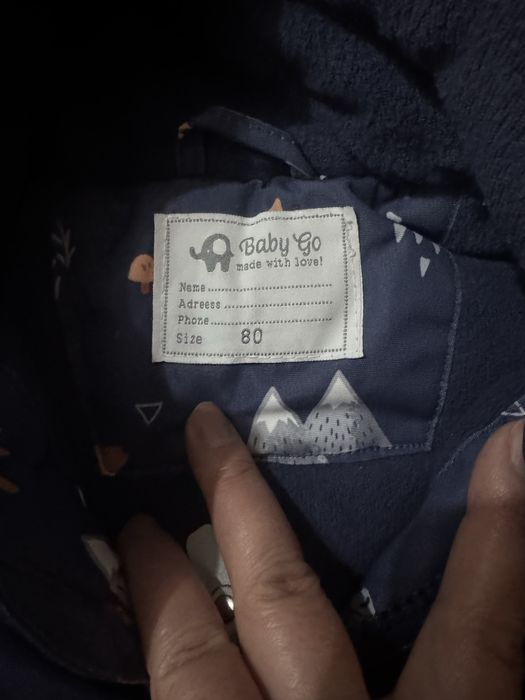 Baby Go
made with love!
Name
Adreess
Phone
Size 80